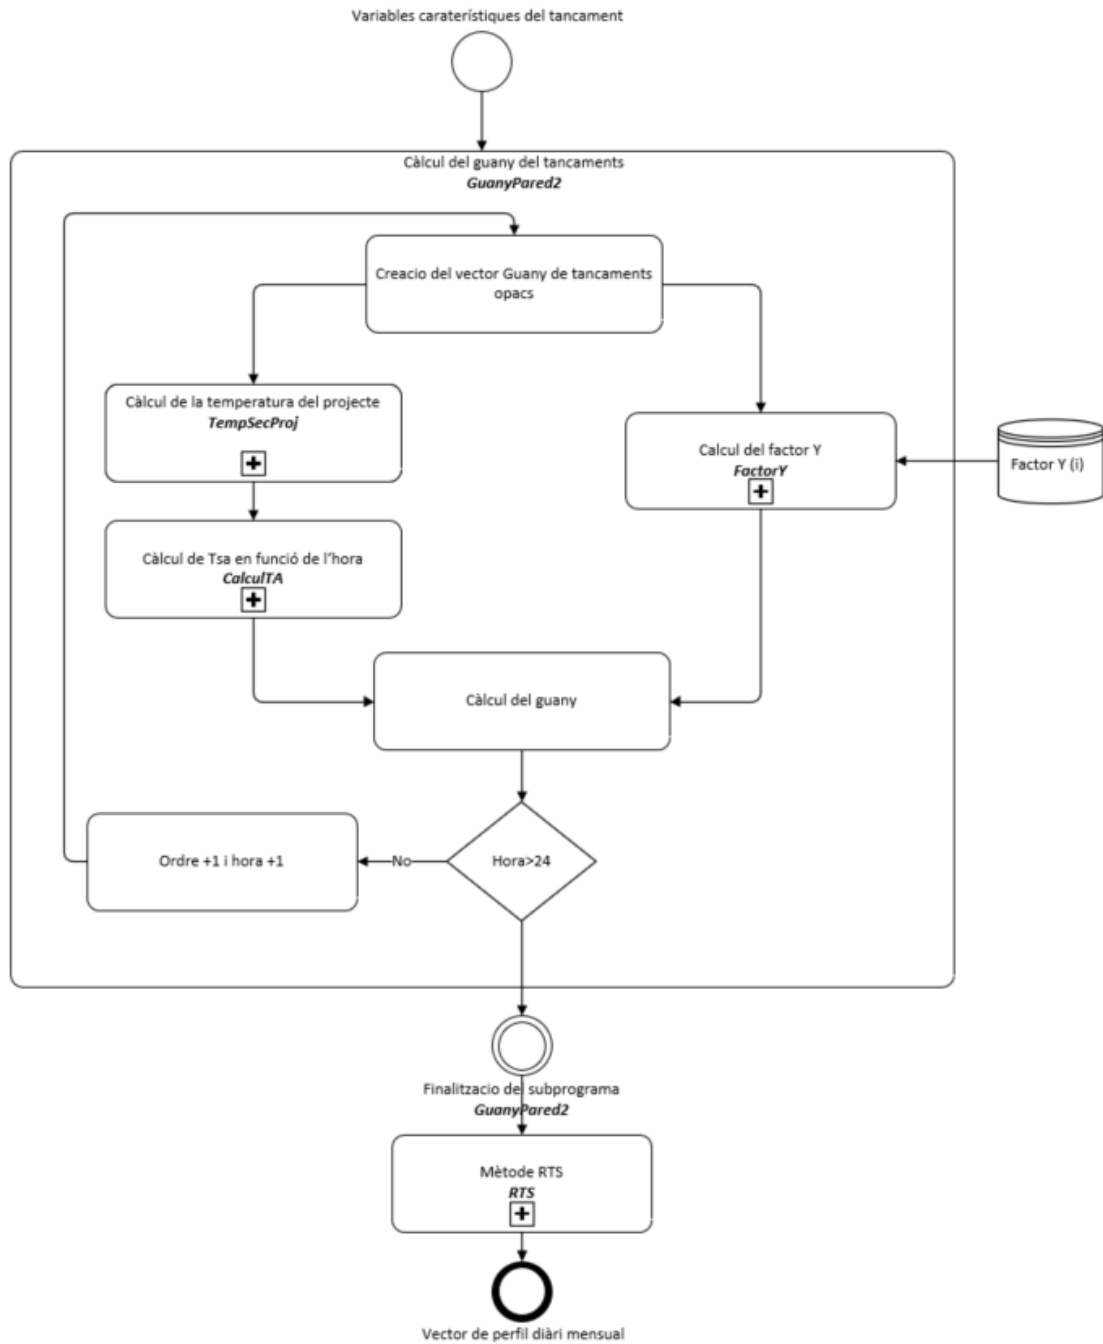 Variables caraterístiques del tancament
Càlcul del guany del tancaments
GuanyPared2
Creacio del vector Guany de tancaments
opacs
Càlcul de la temperatura del projecte
TempSecProj
Calcul del factor Y
FactorY
Factor Y (i)
Càlcul de Tsa en funció de l'hora
CalculTA
Càlcul del guany
Ordre +1 i hora +1
No
Hora>24
Finalitzacio del subprograma
GuanyPared2
Mètode RTS
RTS
Vector de perfil diàri mensual